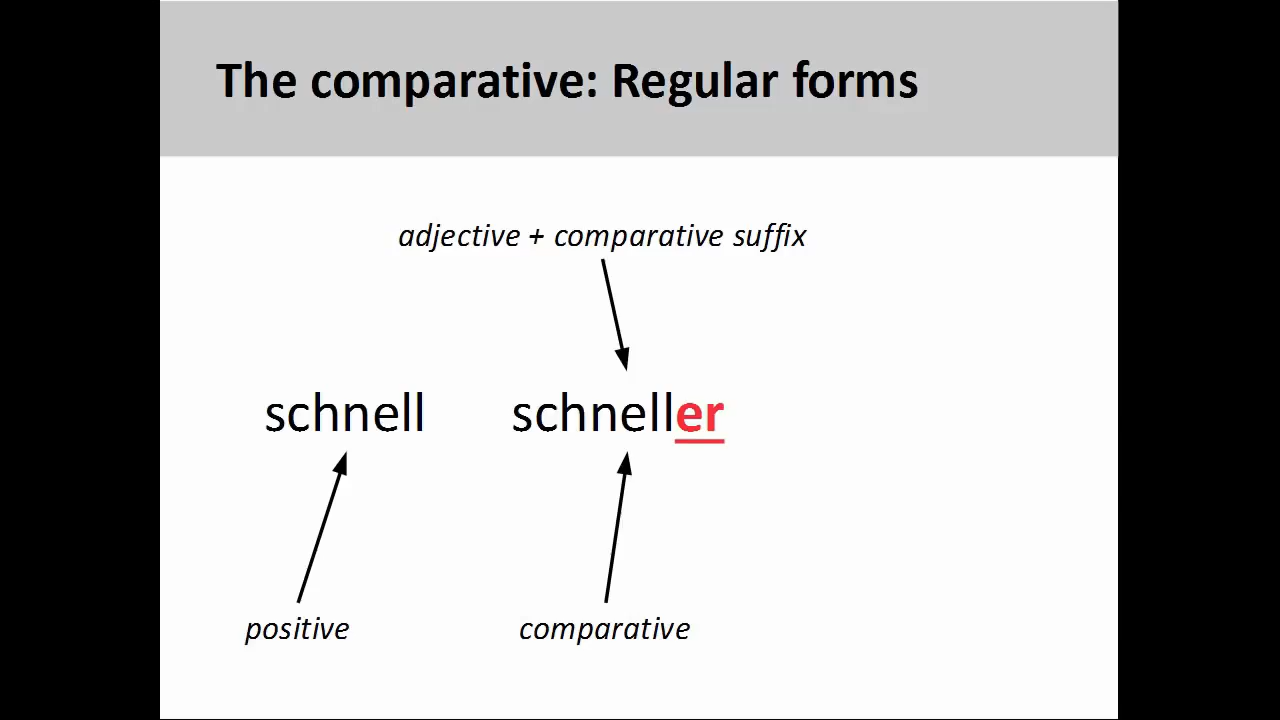 The comparative: Regular forms
adjective + comparative suffix
schnell schneller
positive comparative